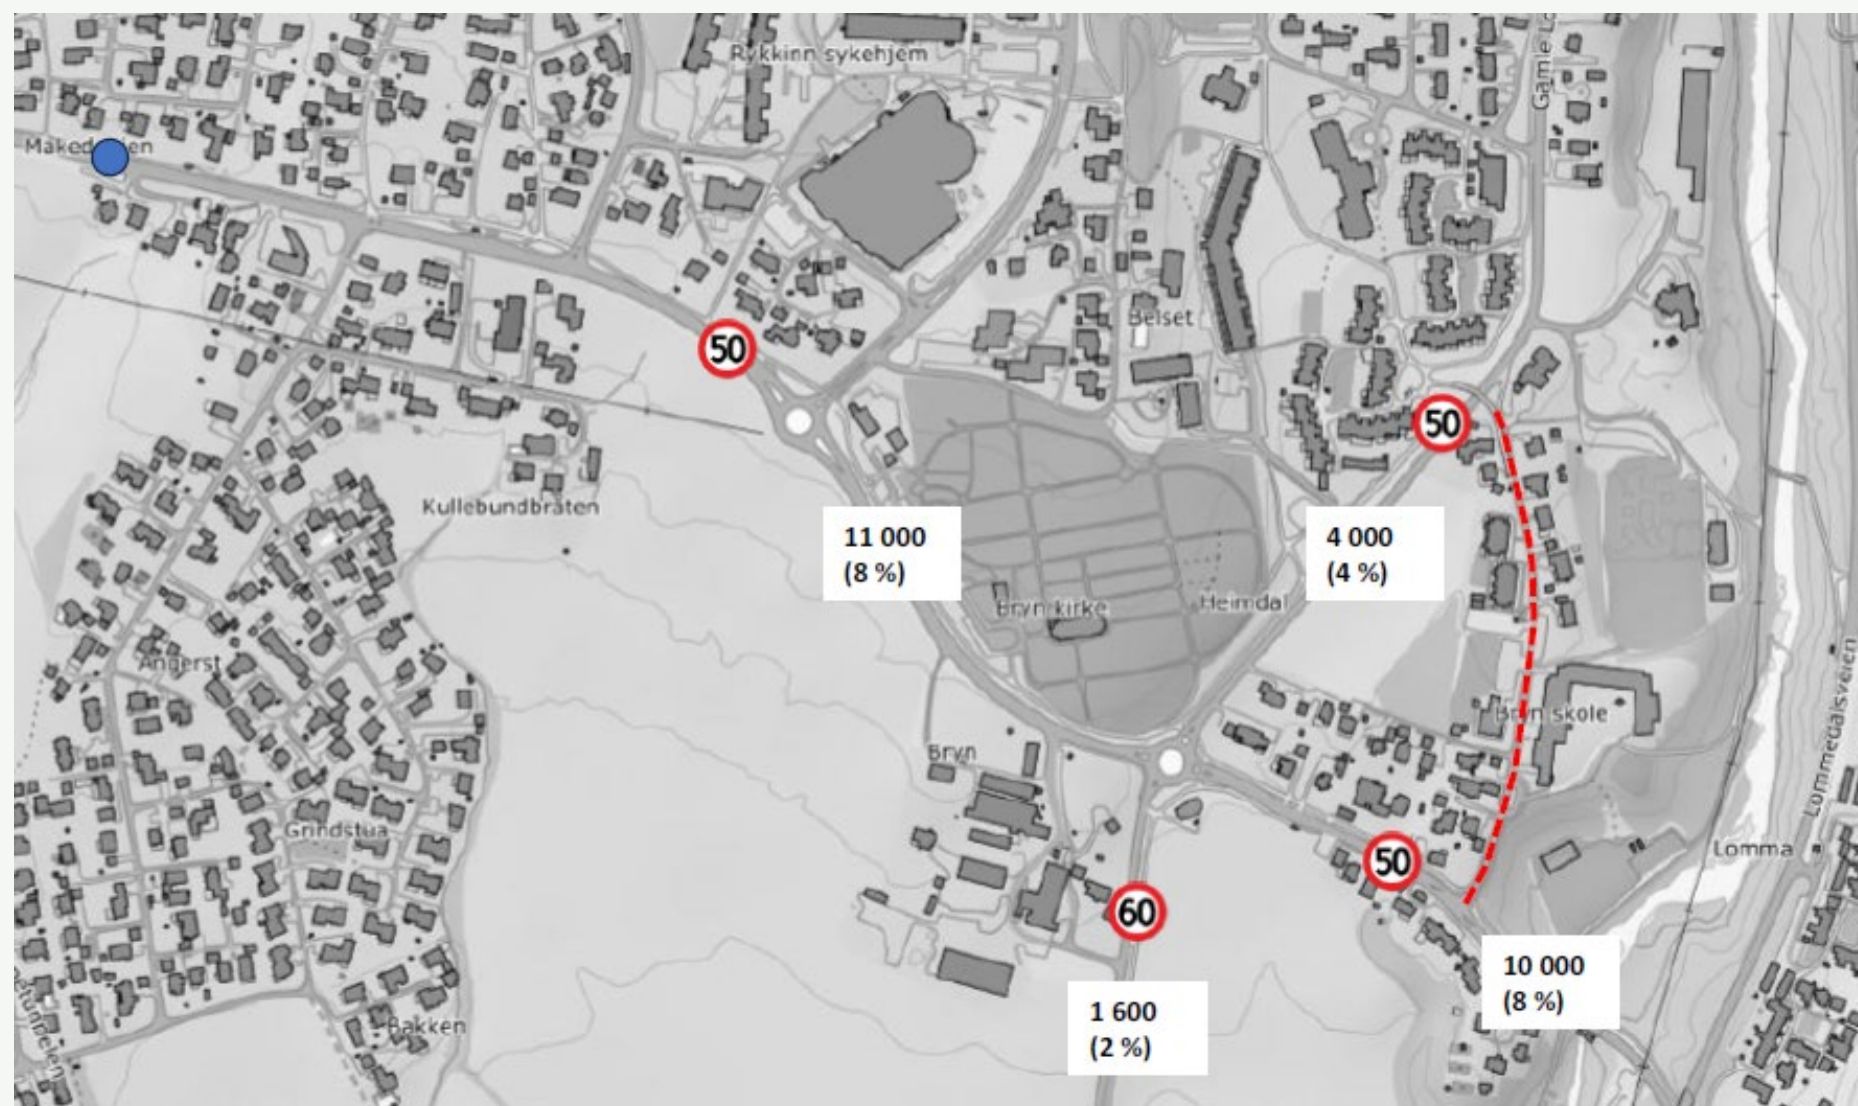 Rykkinn sykehjem
50
Belset
50
Kullebundbråten
11 000
(8 %)
4 000
(4 %)
Bryn kirke
Heimdal
Bryn skole
Bryn
Grindstua
50
Lomma
Lommedalsveien
60
10 000
(8 %)
1 600
(2 %)
Bakken